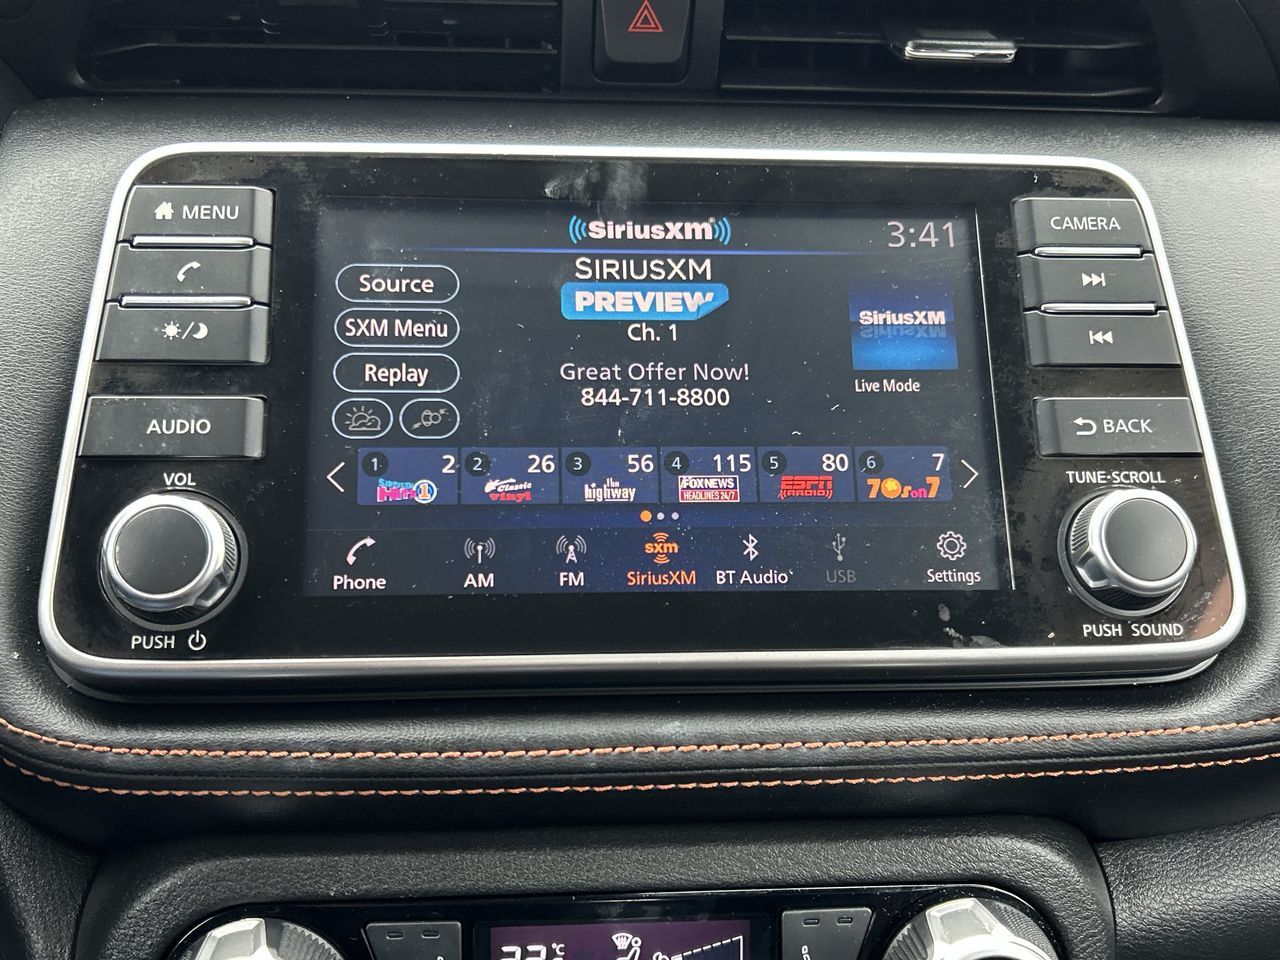 MENU
AUDIO
VOL
PUSH
SiriusXM
3:41
SIRIUSXM
PREVIEW
Ch. 1
Great Offer Now!
844-711-8800
Source
SXM Menu
Replay
SiriusXM
Live Mode
1 2
SIRIUSXM Hits 1
2 26
Classic Vinyl
3 56
the highway
4 115
FOX NEWS
HEADLINES 24/7
5 80
ESPN
RADIO
6 7
70s on 7
Phone
AM
FM
sxm
SiriusXM
BT Audio
USB
Settings
CAMERA
BACK
TUNE·SCROLL
PUSH SOUND
°C